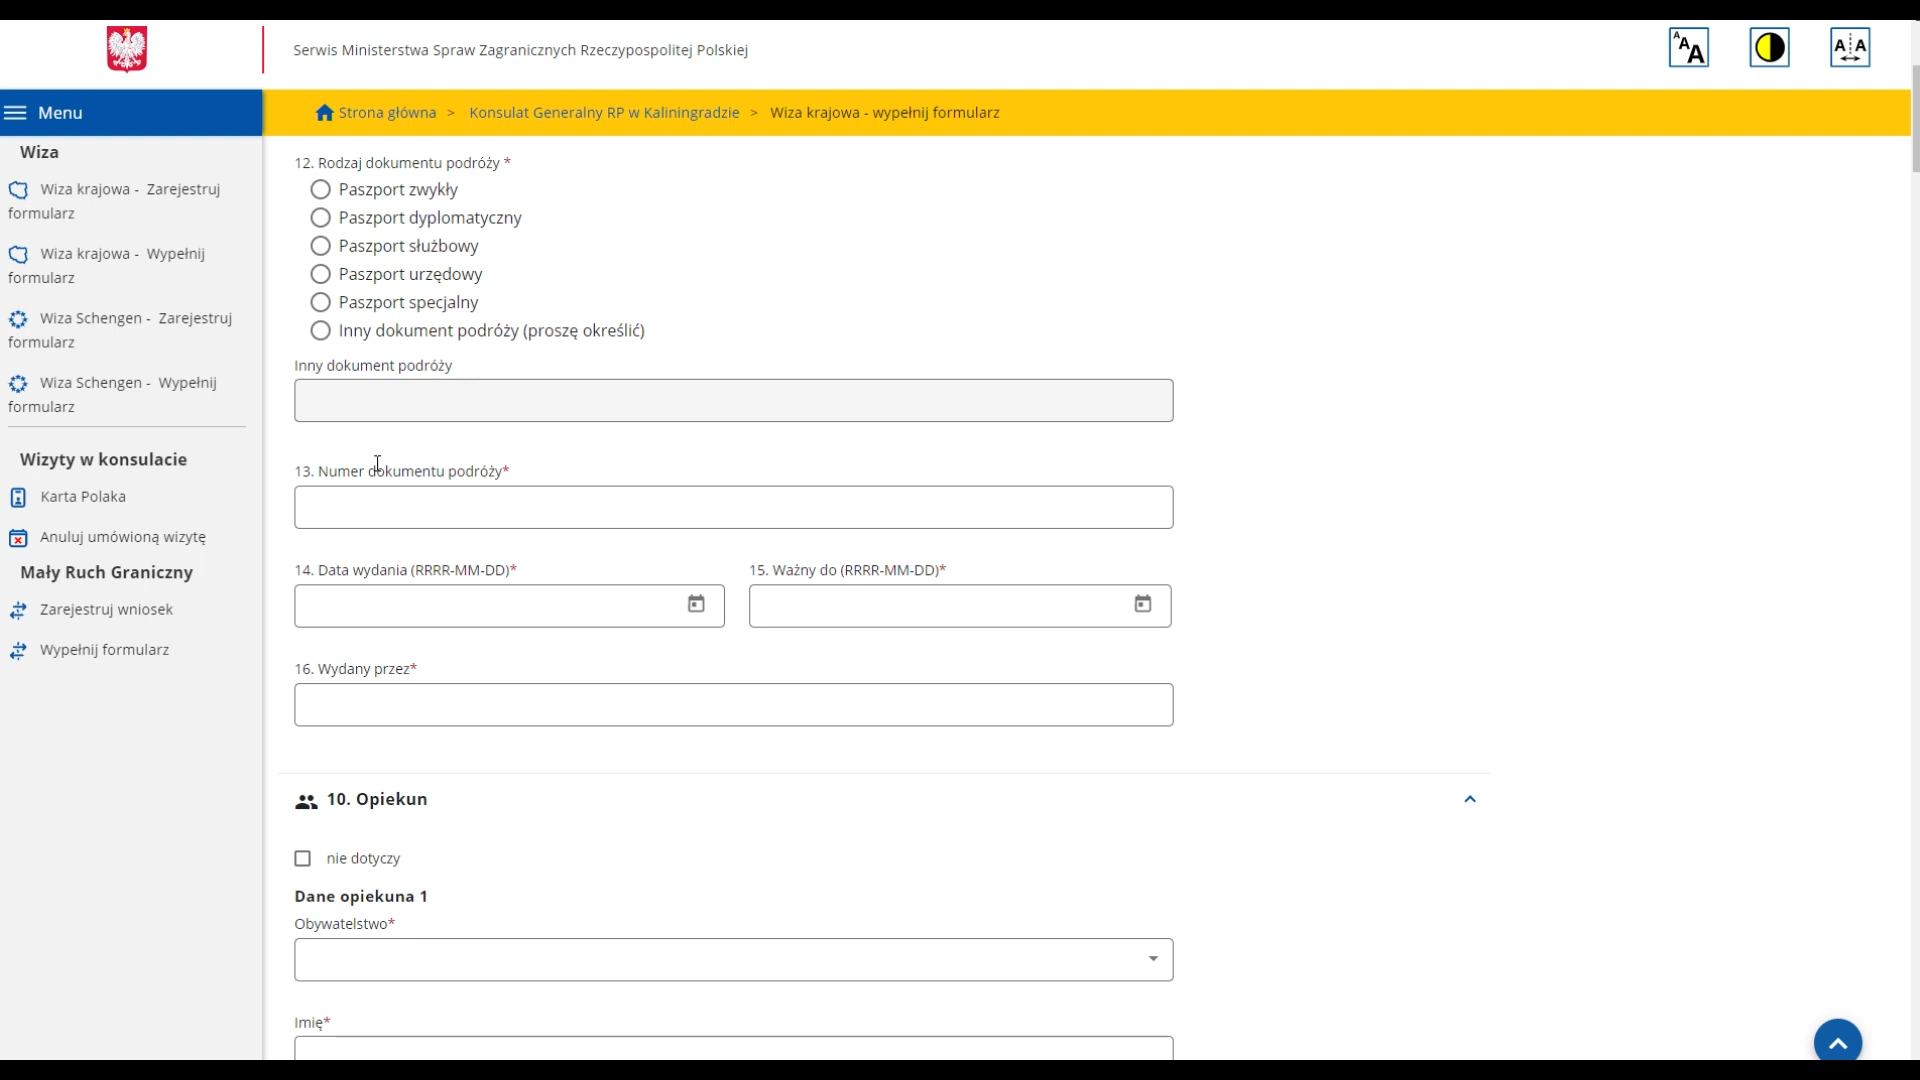 Serwis Ministerstwa Spraw Zagranicznych Rzeczypospolitej Polskiej
A A A
A A
Menu
Strona główna > Konsulat Generalny RP w Kaliningradzie > Wiza krajowa - wypełnij formularz
Wiza
Wiza krajowa - Zarejestruj
formularz
Wiza krajowa - Wypełnij
formularz
Wiza Schengen - Zarejestruj
formularz
Wiza Schengen - Wypełnij
formularz
Wizyty w konsulacie
Karta Polaka
Anuluj umówioną wizytę
Mały Ruch Graniczny
Zarejestruj wniosek
Wypełnij formularz
12. Rodzaj dokumentu podróży *
Paszport zwykły
Paszport dyplomatyczny
Paszport służbowy
Paszport urzędowy
Paszport specjalny
Inny dokument podróży (proszę określić)
Inny dokument podróży
13. Numer dokumentu podróży*
14. Data wydania (RRRR-MM-DD)*
15. Ważny do (RRRR-MM-DD)*
16. Wydany przez*
10. Opiekun
nie dotyczy
Dane opiekuna 1
Obywatelstwo*
Imię*